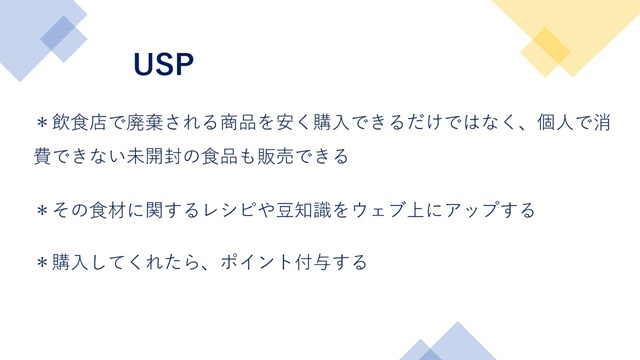 USP
＊飲食店で廃棄される商品を安く購入できるだけではなく、個人で消
費できない未開封の食品も販売できる
＊その食材に関するレシピや豆知識をウェブ上にアップする
＊購入してくれたら、ポイント付与する